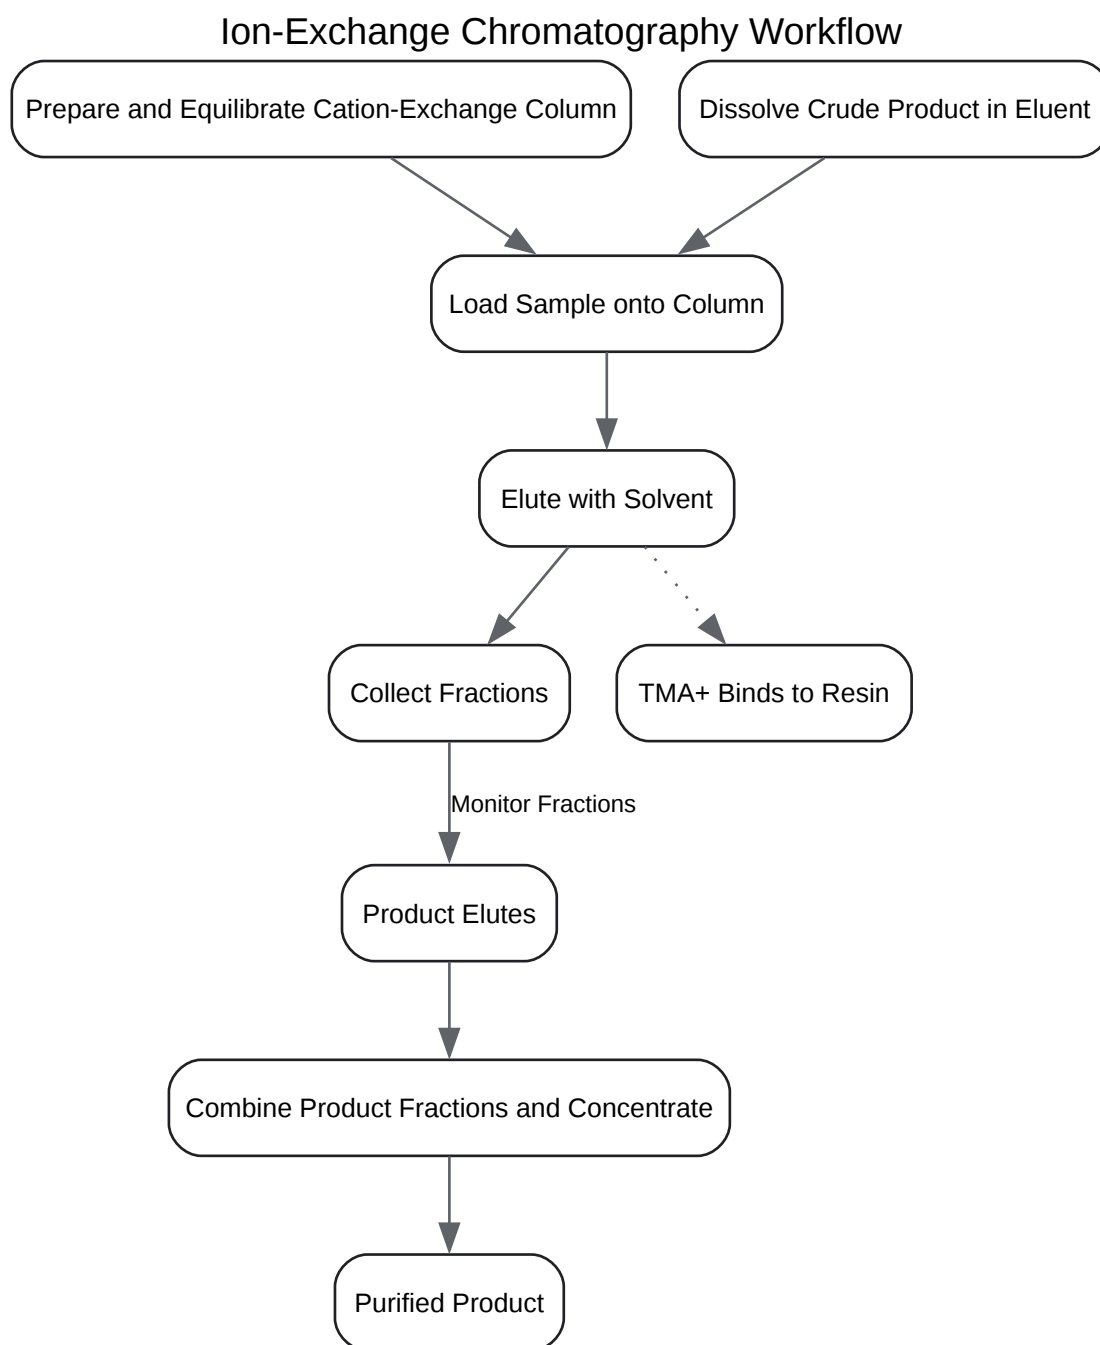 Ion-Exchange Chromatography Workflow
Prepare and Equilibrate Cation-Exchange Column
Dissolve Crude Product in Eluent
Load Sample onto Column
Elute with Solvent
Collect Fractions
TMA+ Binds to Resin
Monitor Fractions
Product Elutes
Combine Product Fractions and Concentrate
Purified Product